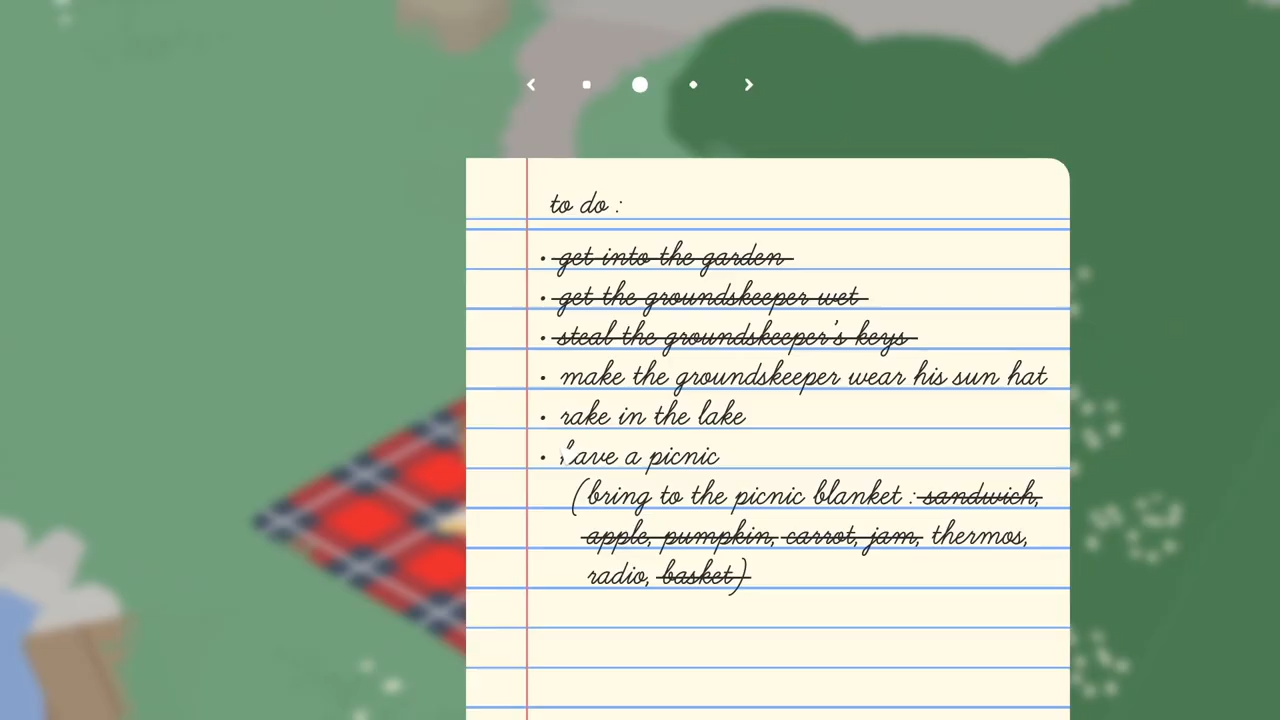 to do :
• get into the garden
• get the groundskeeper wet
• steal the groundskeeper's keys
• make the groundskeeper wear his sun hat
• rake in the lake
• have a picnic
(bring to the picnic blanket : sandwich,
apple, pumpkin, carrot, jam, thermos,
radio, basket)